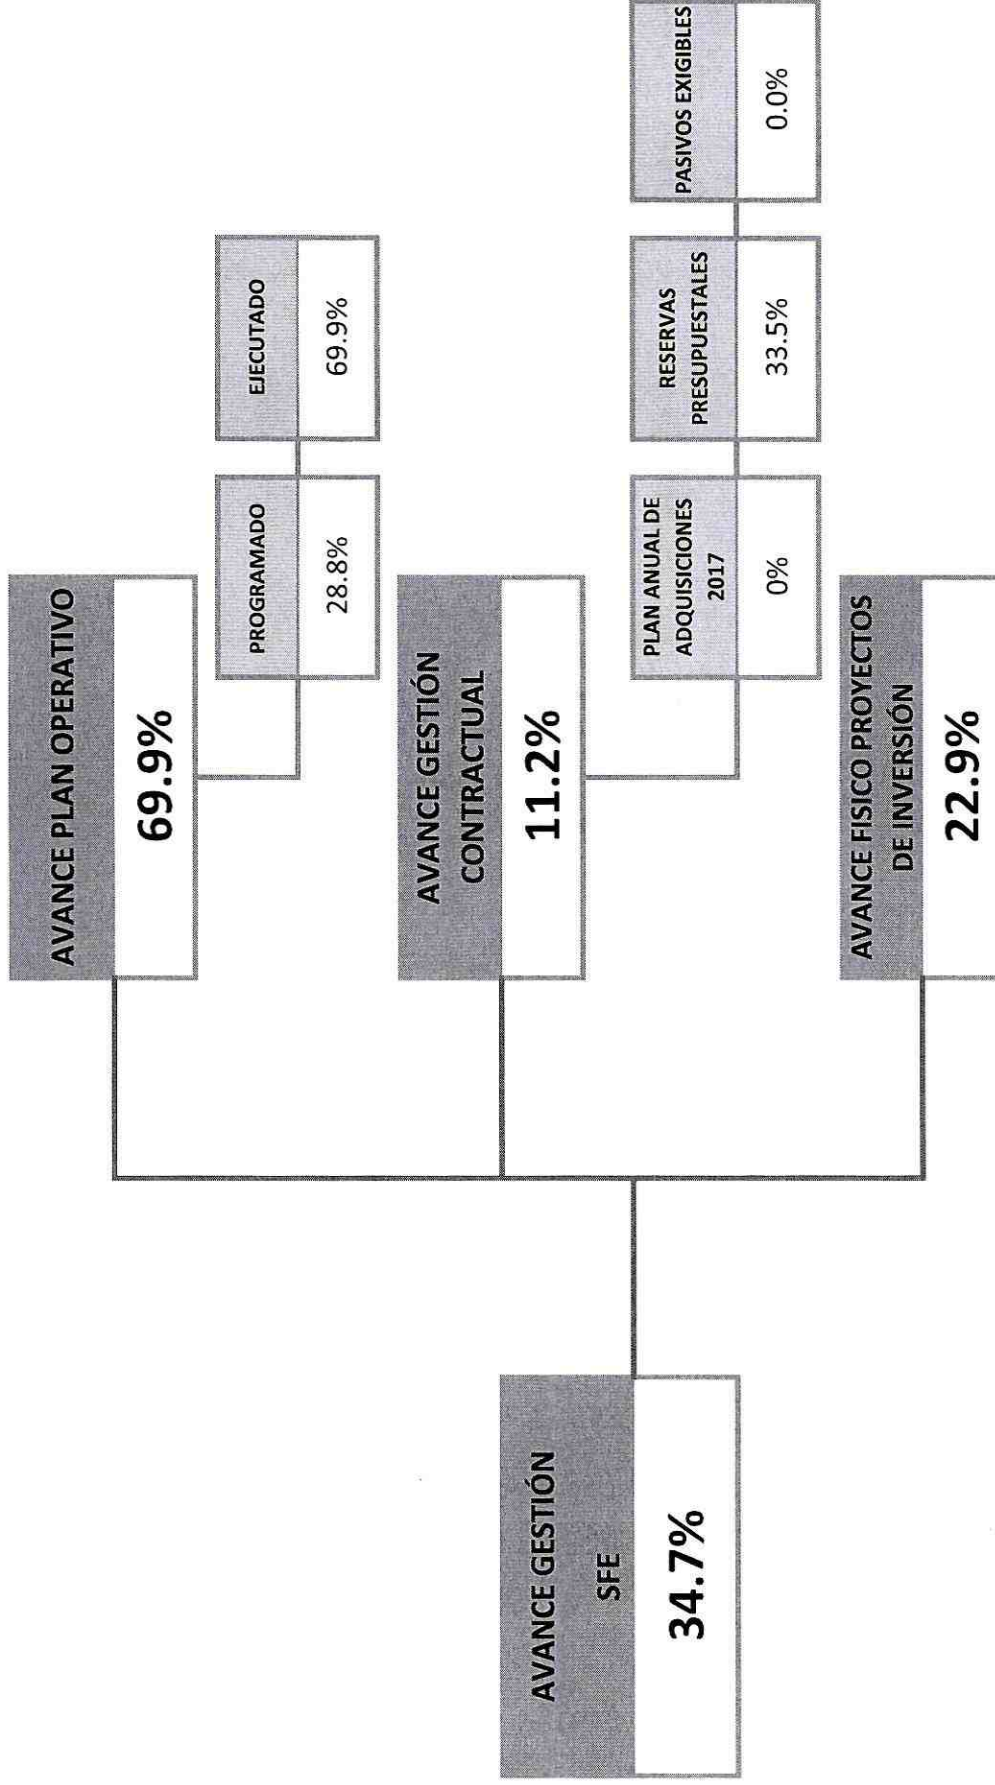 AVANCE GESTIÓN
SFE
34.7%
AVANCE PLAN OPERATIVO
69.9%
PROGRAMADO
28.8%
EJECUTADO
69.9%
AVANCE GESTIÓN
CONTRACTUAL
11.2%
PLAN ANUAL DE
ADQUISICIONES
2017
0%
RESERVAS
PRESUPUESTALES
33.5%
PASIVOS EXIGIBLES
0.0%
AVANCE FISICO PROYECTOS
DE INVERSIÓN
22.9%